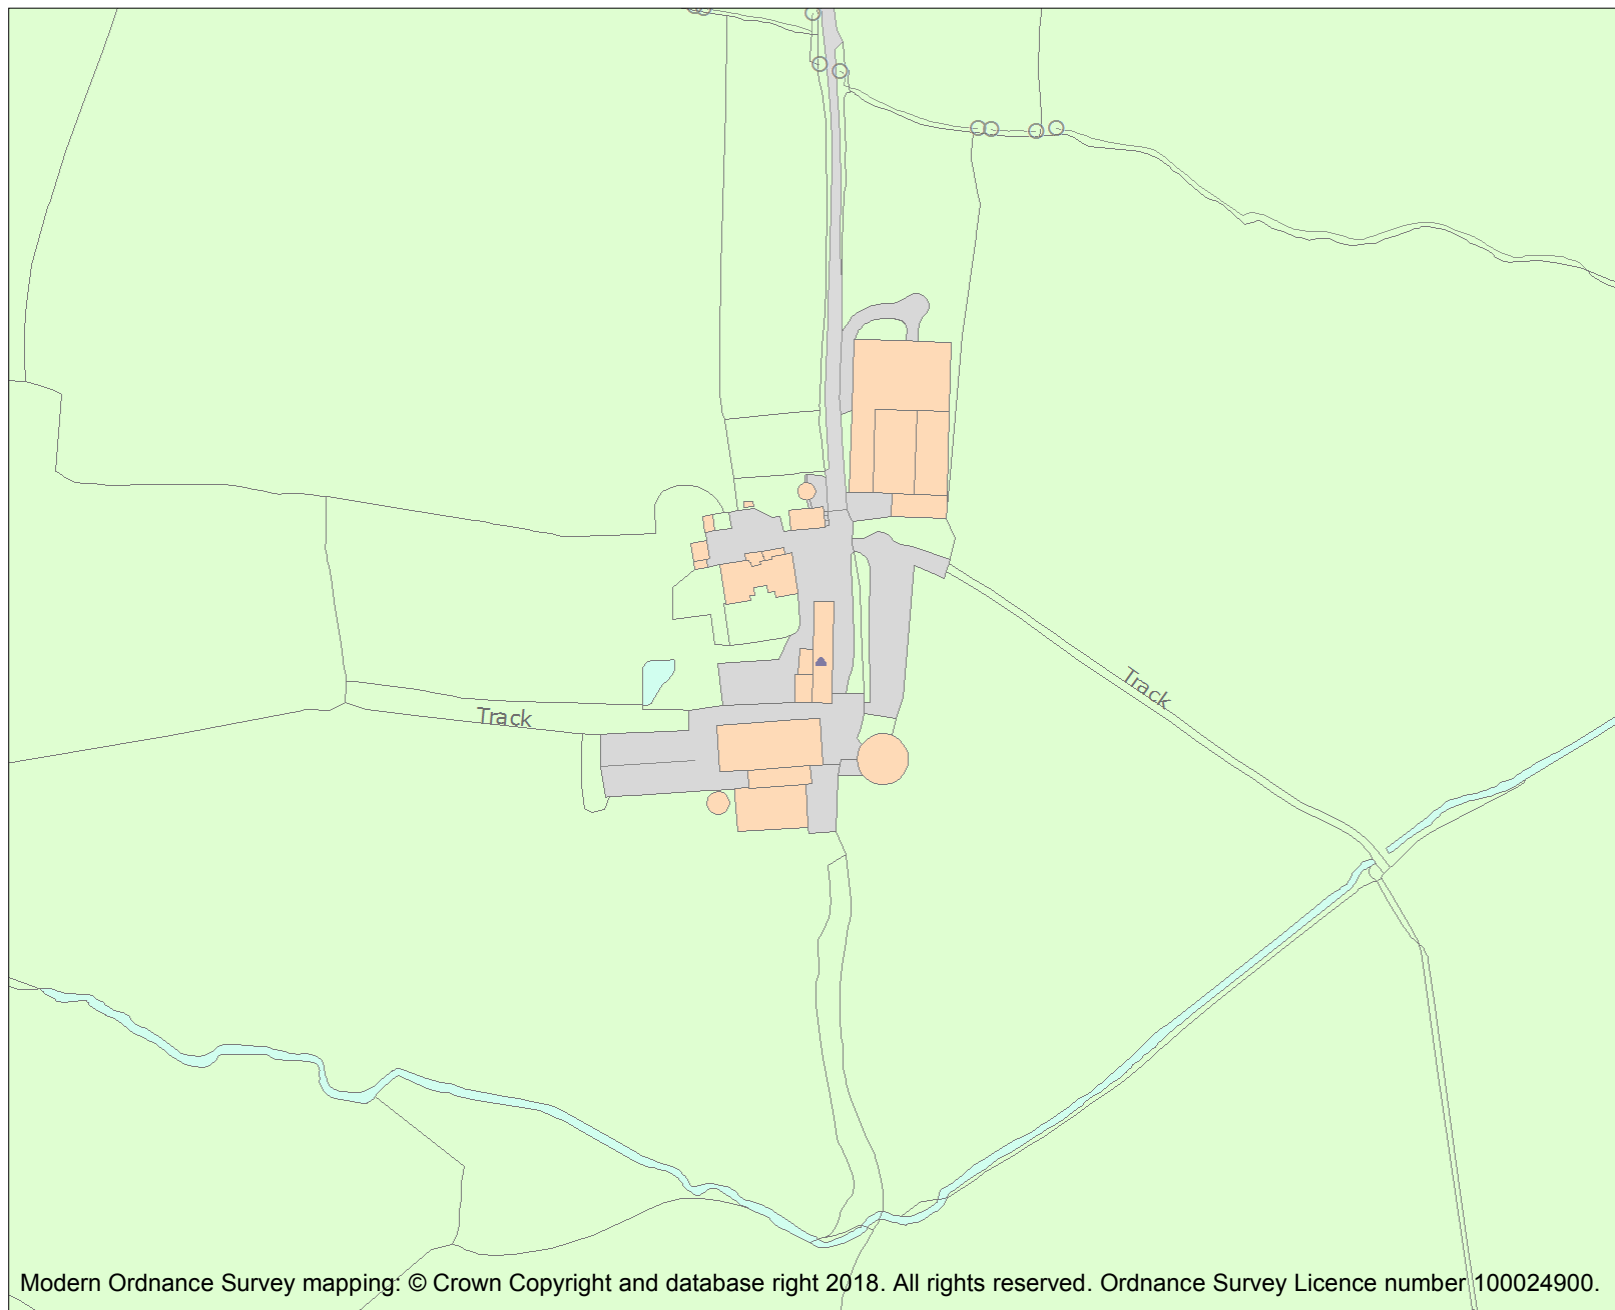 Track
Track
Modern Ordnance Survey mapping: © Crown Copyright and database right 2018. All rights reserved. Ordnance Survey Licence number 100024900.